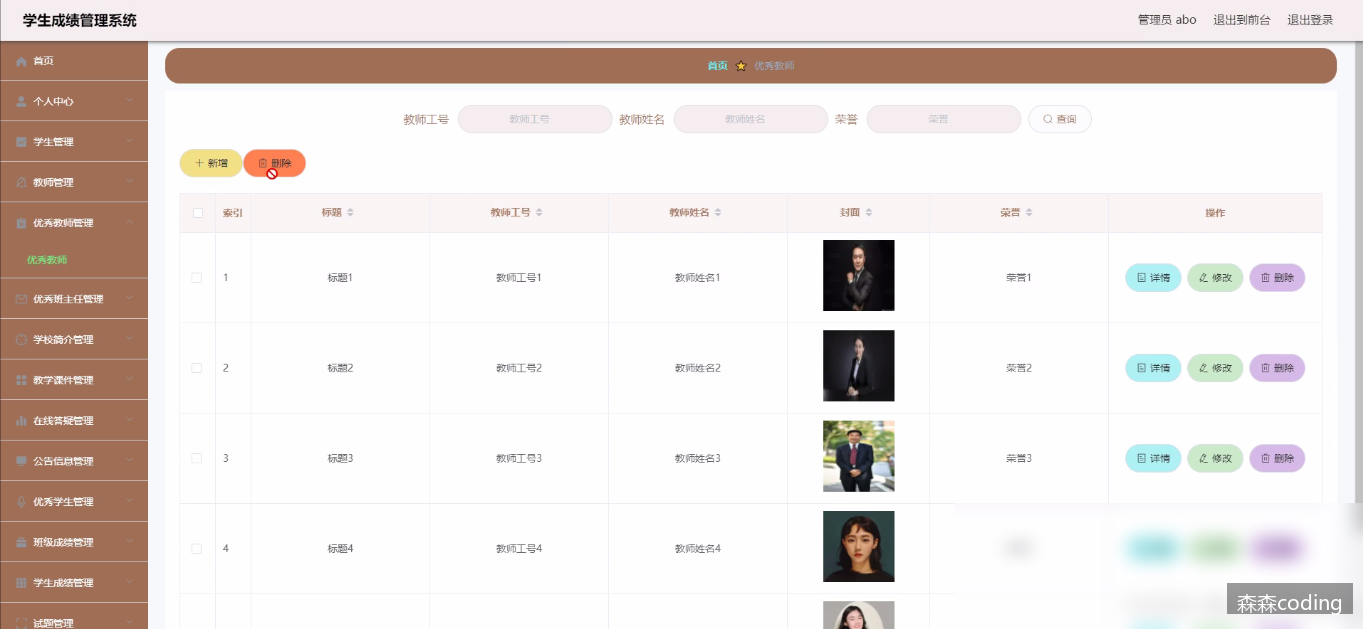 学生成绩管理系统
管理员 abo 退出到前台 退出登录
首页
个人中心
学生管理
教师管理
优秀教师管理
优秀教师
优秀班主任管理
学校简介管理
教学课件管理
在线答疑管理
公告信息管理
优秀学生管理
班级成绩管理
学生成绩管理
试题管理
首页 优秀教师
教师工号 教师工号 教师姓名 教师姓名 荣誉 荣誉 查询
新增 删除
索引 标题 教师工号 教师姓名 封面 荣誉 操作
1 标题1 教师工号1 教师姓名1 荣誉1 详情 修改 删除
2 标题2 教师工号2 教师姓名2 荣誉2 详情 修改 删除
3 标题3 教师工号3 教师姓名3 荣誉3 详情 修改 删除
4 标题4 教师工号4 教师姓名4
森森coding